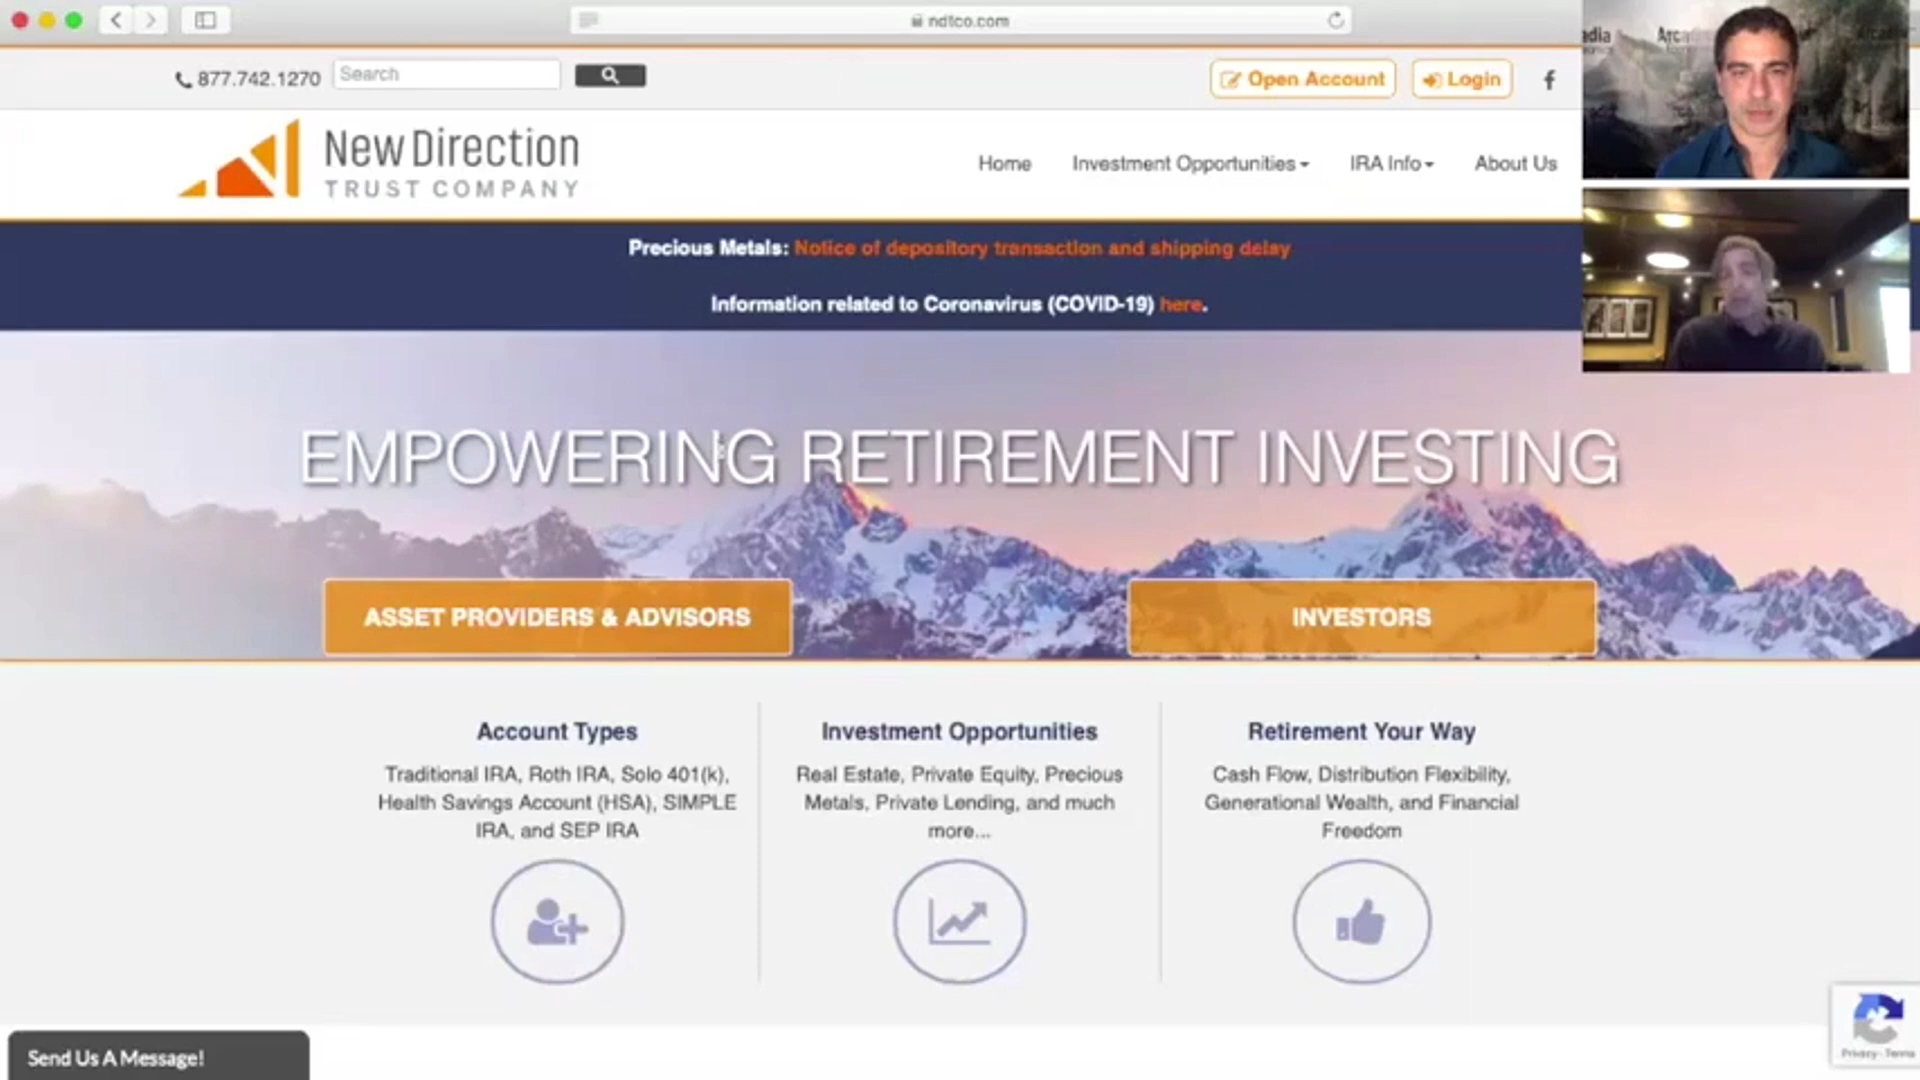 ndtco.com
877.742.1270
Search
Open Account
Login
f
New Direction
TRUST COMPANY
Home
Investment Opportunities
IRA Info
About Us
Precious Metals: Notice of depository transaction and shipping delay
Information related to Coronavirus (COVID-19) here.
EMPOWERING RETIREMENT INVESTING
ASSET PROVIDERS & ADVISORS
INVESTORS
Account Types
Traditional IRA, Roth IRA, Solo 401(k),
Health Savings Account (HSA), SIMPLE
IRA, and SEP IRA
Investment Opportunities
Real Estate, Private Equity, Precious
Metals, Private Lending, and much
more...
Retirement Your Way
Cash Flow, Distribution Flexibility,
Generational Wealth, and Financial
Freedom
Send Us A Message!
Privacy - Terms